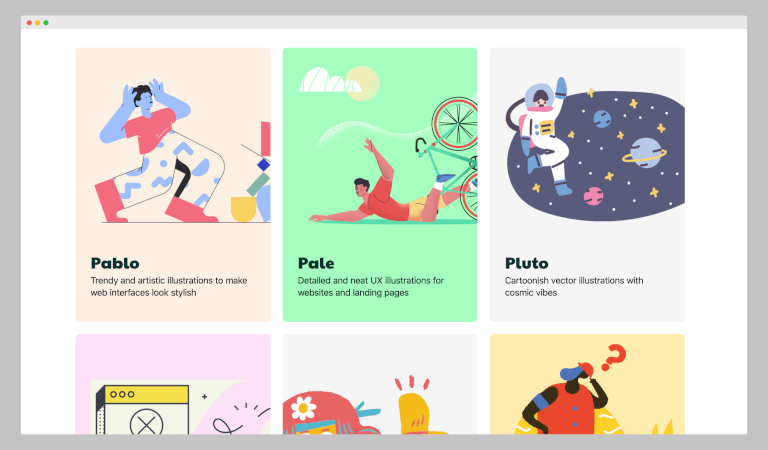 Pablo
Trendy and artistic illustrations to make
web interfaces look stylish
Pale
Detailed and neat UX illustrations for
websites and landing pages
Pluto
Cartoonish vector illustrations with
cosmic vibes